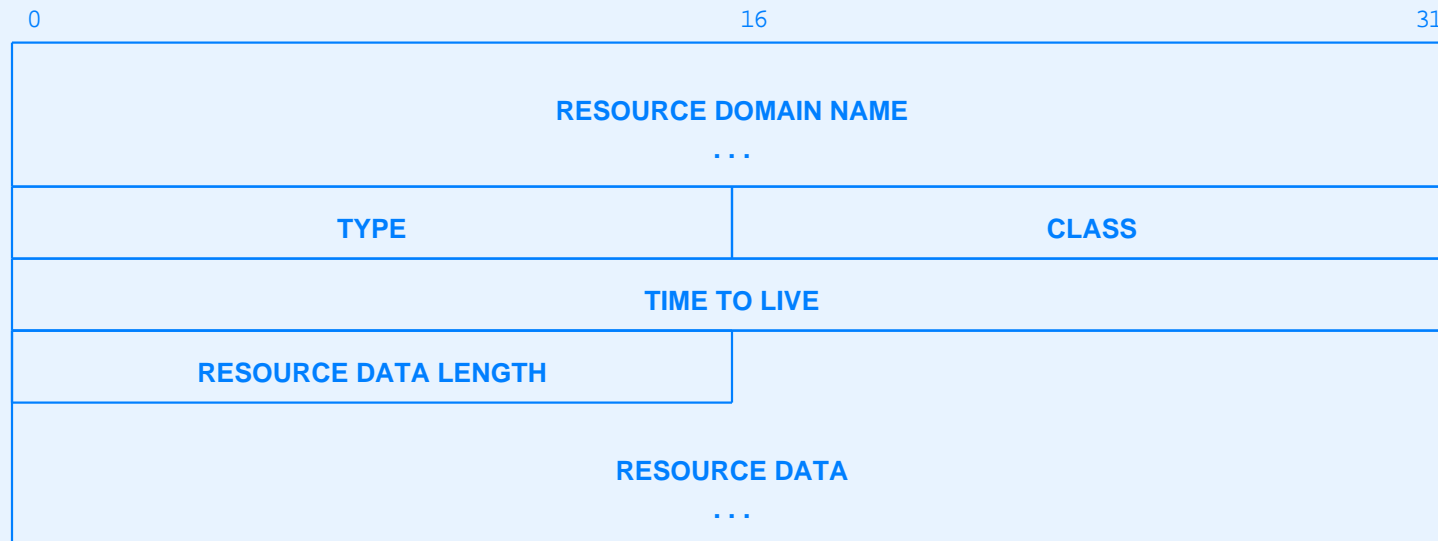 0 16 31
RESOURCE DOMAIN NAME
. . .
TYPE CLASS
TIME TO LIVE
RESOURCE DATA LENGTH
RESOURCE DATA
. . .